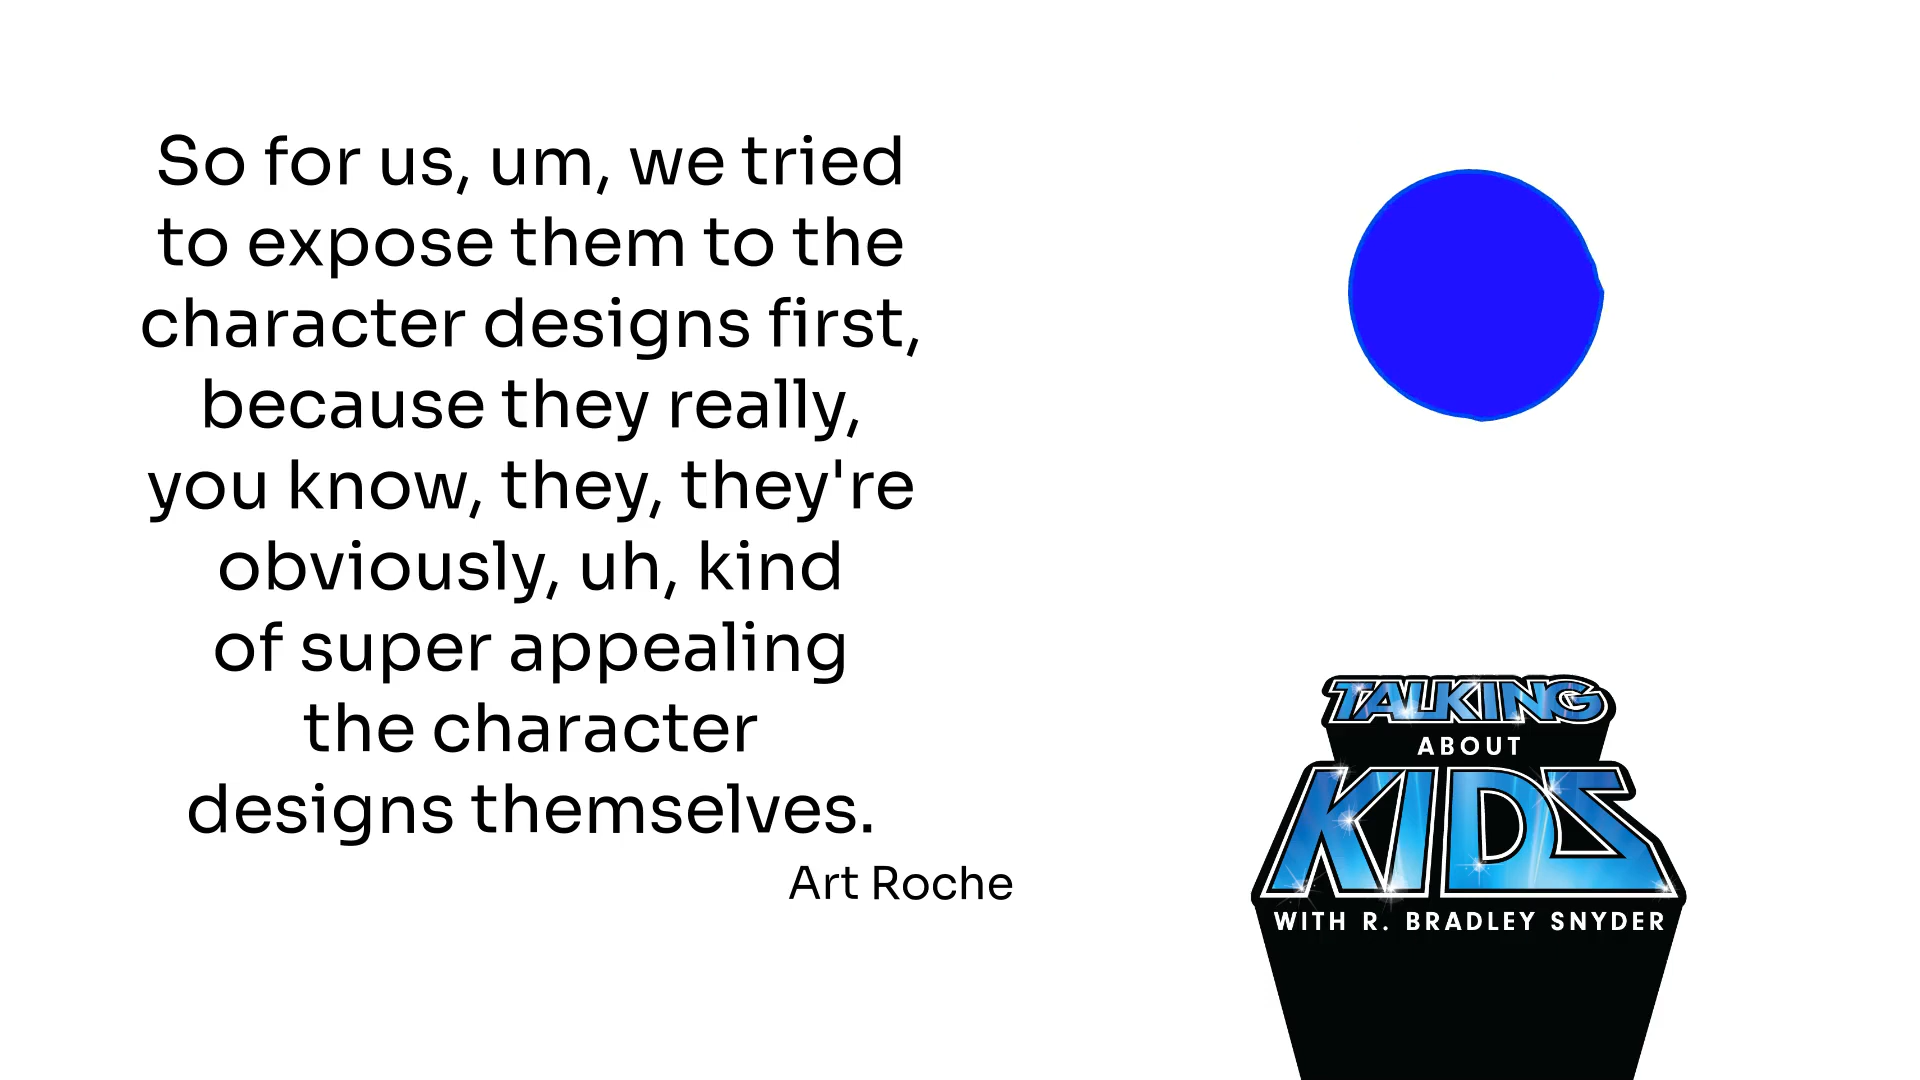 So for us, um, we tried
to expose them to the
character designs first,
because they really,
you know, they, they're
obviously, uh, kind
of super appealing
the character
designs themselves.
Art Roche
TALKING
ABOUT
KIDS
WITH R. BRADLEY SNYDER